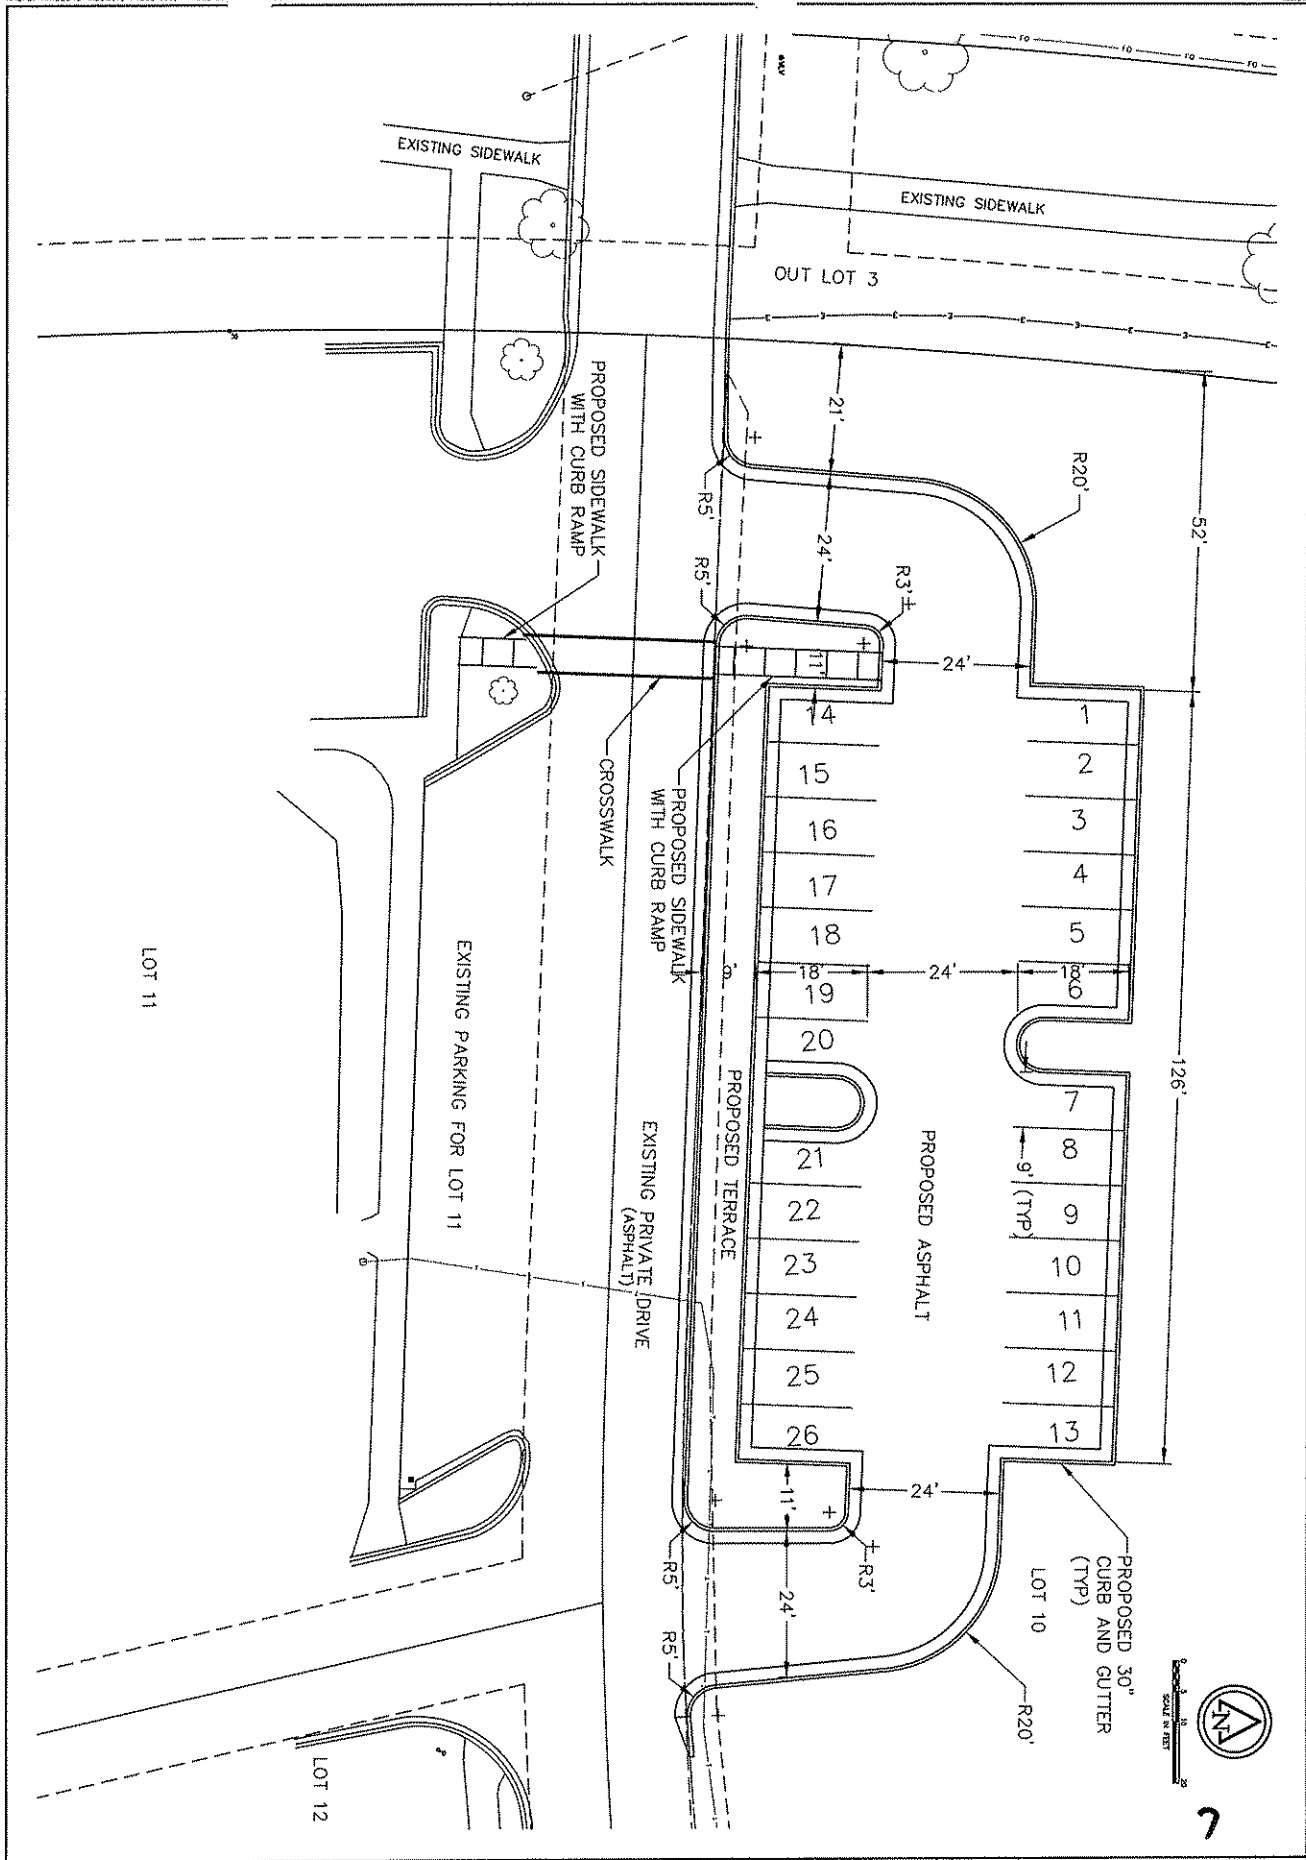 EXISTING SIDEWALK
EXISTING SIDEWALK
OUT LOT 3
21'
52'
R20'
R5'
24'
R5'
R3'±
PROPOSED SIDEWALK
WITH CURB RAMP
24'
11'
PROPOSED SIDEWALK
WITH CURB RAMP
CROSSWALK
1
2
3
4
5
6
7
8
9
10
11
12
13
14
15
16
17
18
19
20
21
22
23
24
25
26
18'
24'
18'
126'
9' (TYP)
PROPOSED TERRACE
PROPOSED ASPHALT
EXISTING PRIVATE DRIVE
(ASPHALT)
EXISTING PARKING FOR LOT 11
LOT 11
11'
24'
R3'
R5'
24'
R5'
R20'
PROPOSED 30"
CURB AND GUTTER
(TYP)
LOT 10
LOT 12
N
SCALE IN FEET
7